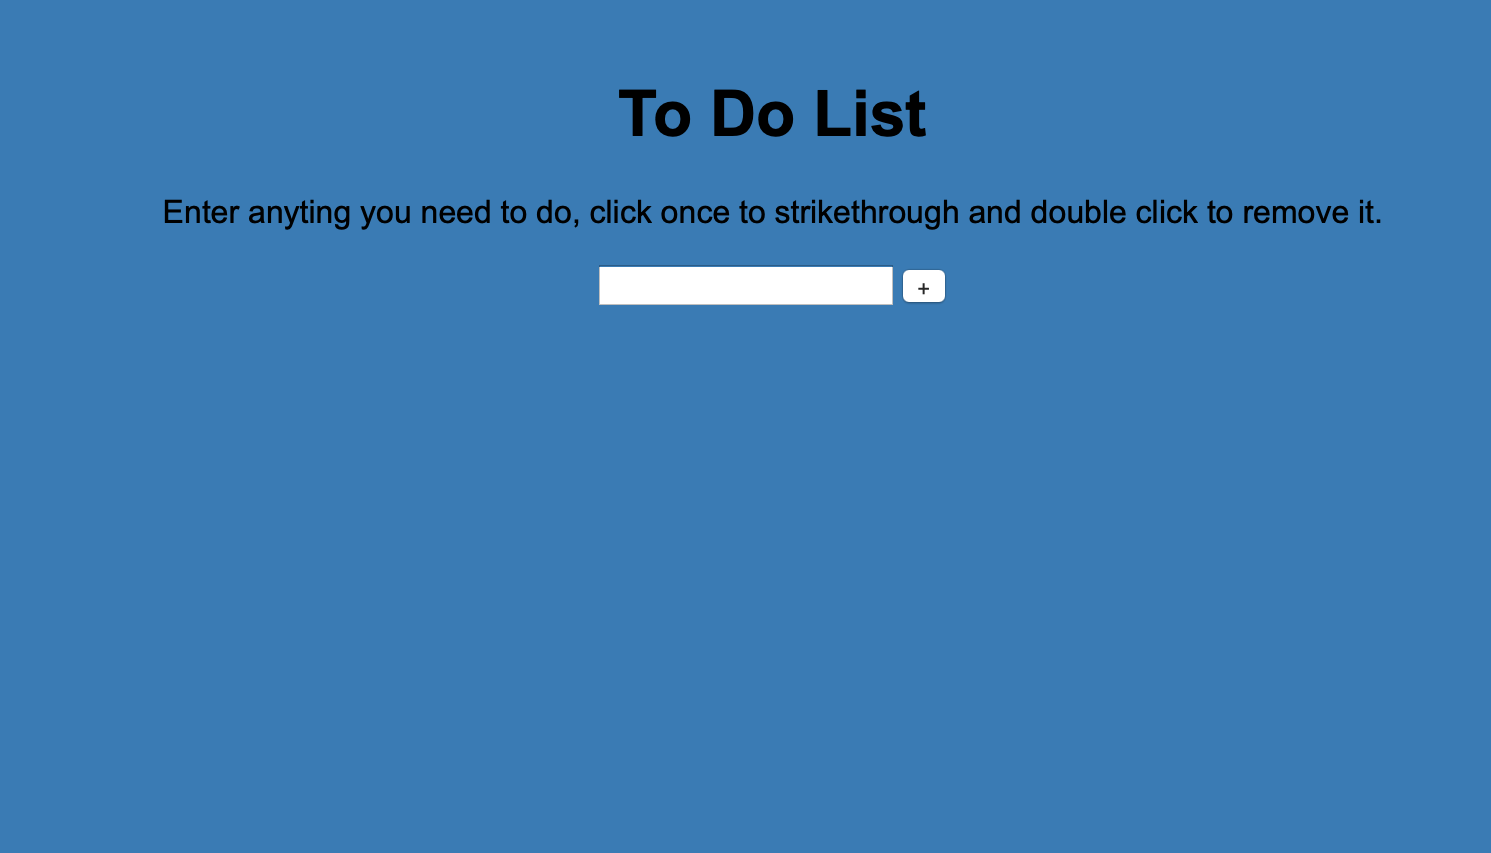 To Do List
Enter anyting you need to do, click once to strikethrough and double click to remove it.
+